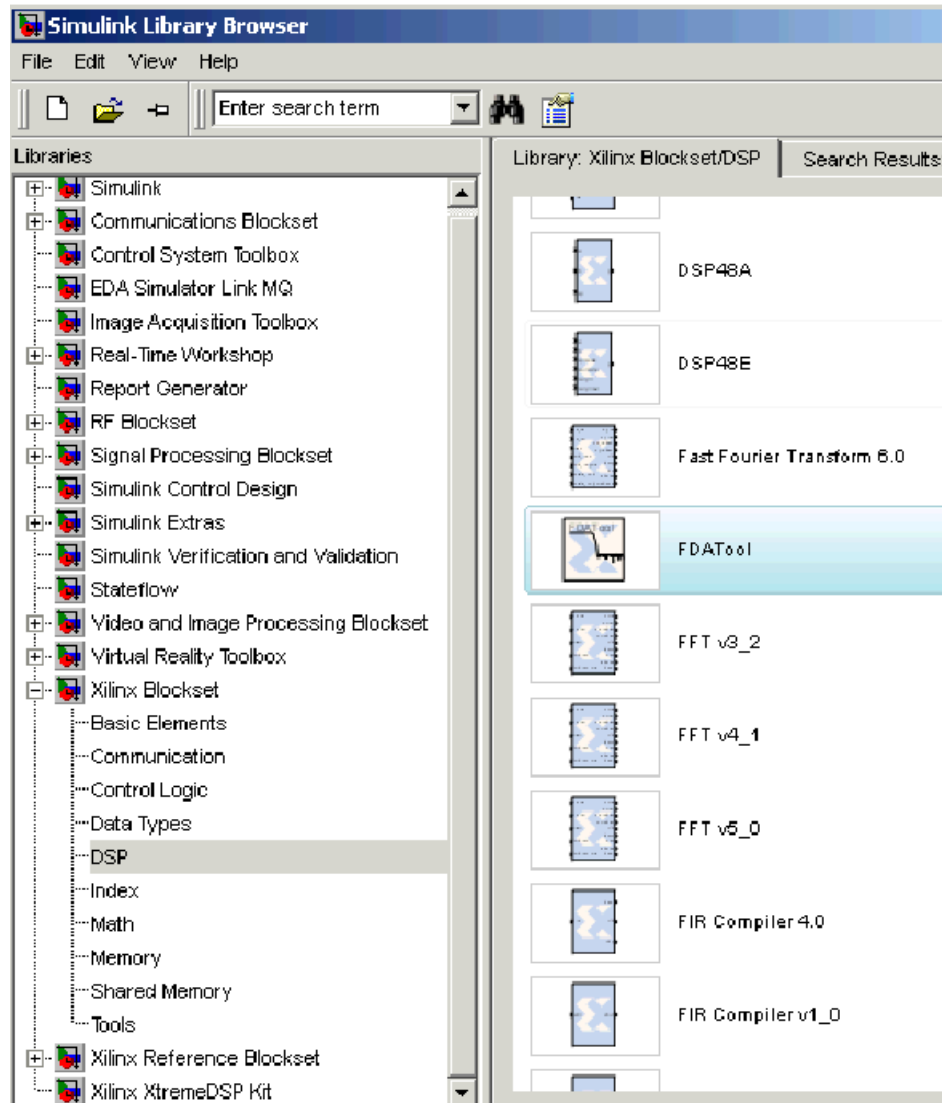 Simulink Library Browser
File Edit View Help
Enter search term
Libraries
Library: Xilinx Blockset/DSP
Search Results
Simulink
Communications Blockset
Control System Toolbox
EDA Simulator Link MQ
Image Acquisition Toolbox
Real-Time Workshop
Report Generator
RF Blockset
Signal Processing Blockset
Simulink Control Design
Simulink Extras
Simulink Verification and Validation
Stateflow
Video and Image Processing Blockset
Virtual Reality Toolbox
Xilinx Blockset
Basic Elements
Communication
Control Logic
Data Types
DSP
Index
Math
Memory
Shared Memory
Tools
Xilinx Reference Blockset
Xilinx XtremeDSP Kit
DSP48A
DSP48E
Fast Fourier Transform 6.0
FDATool
FDATool
FFT v3_2
FFT v4_1
FFT v5_0
FIR Compiler 4.0
FIR Compiler v1_0